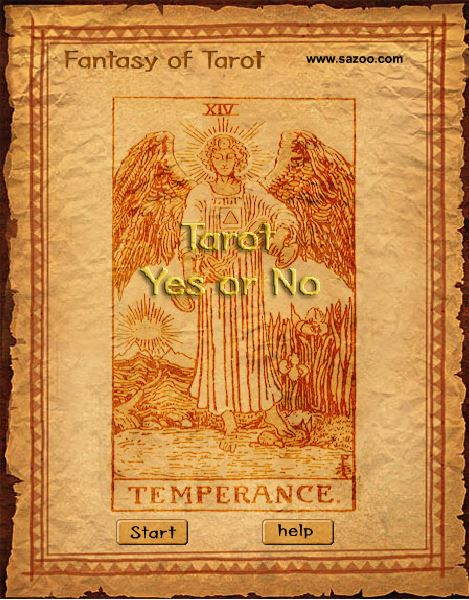 Fantasy of Tarot
www.sazoo.com
XIV
Tarot
Yes or No
TEMPERANCE.
Start
help